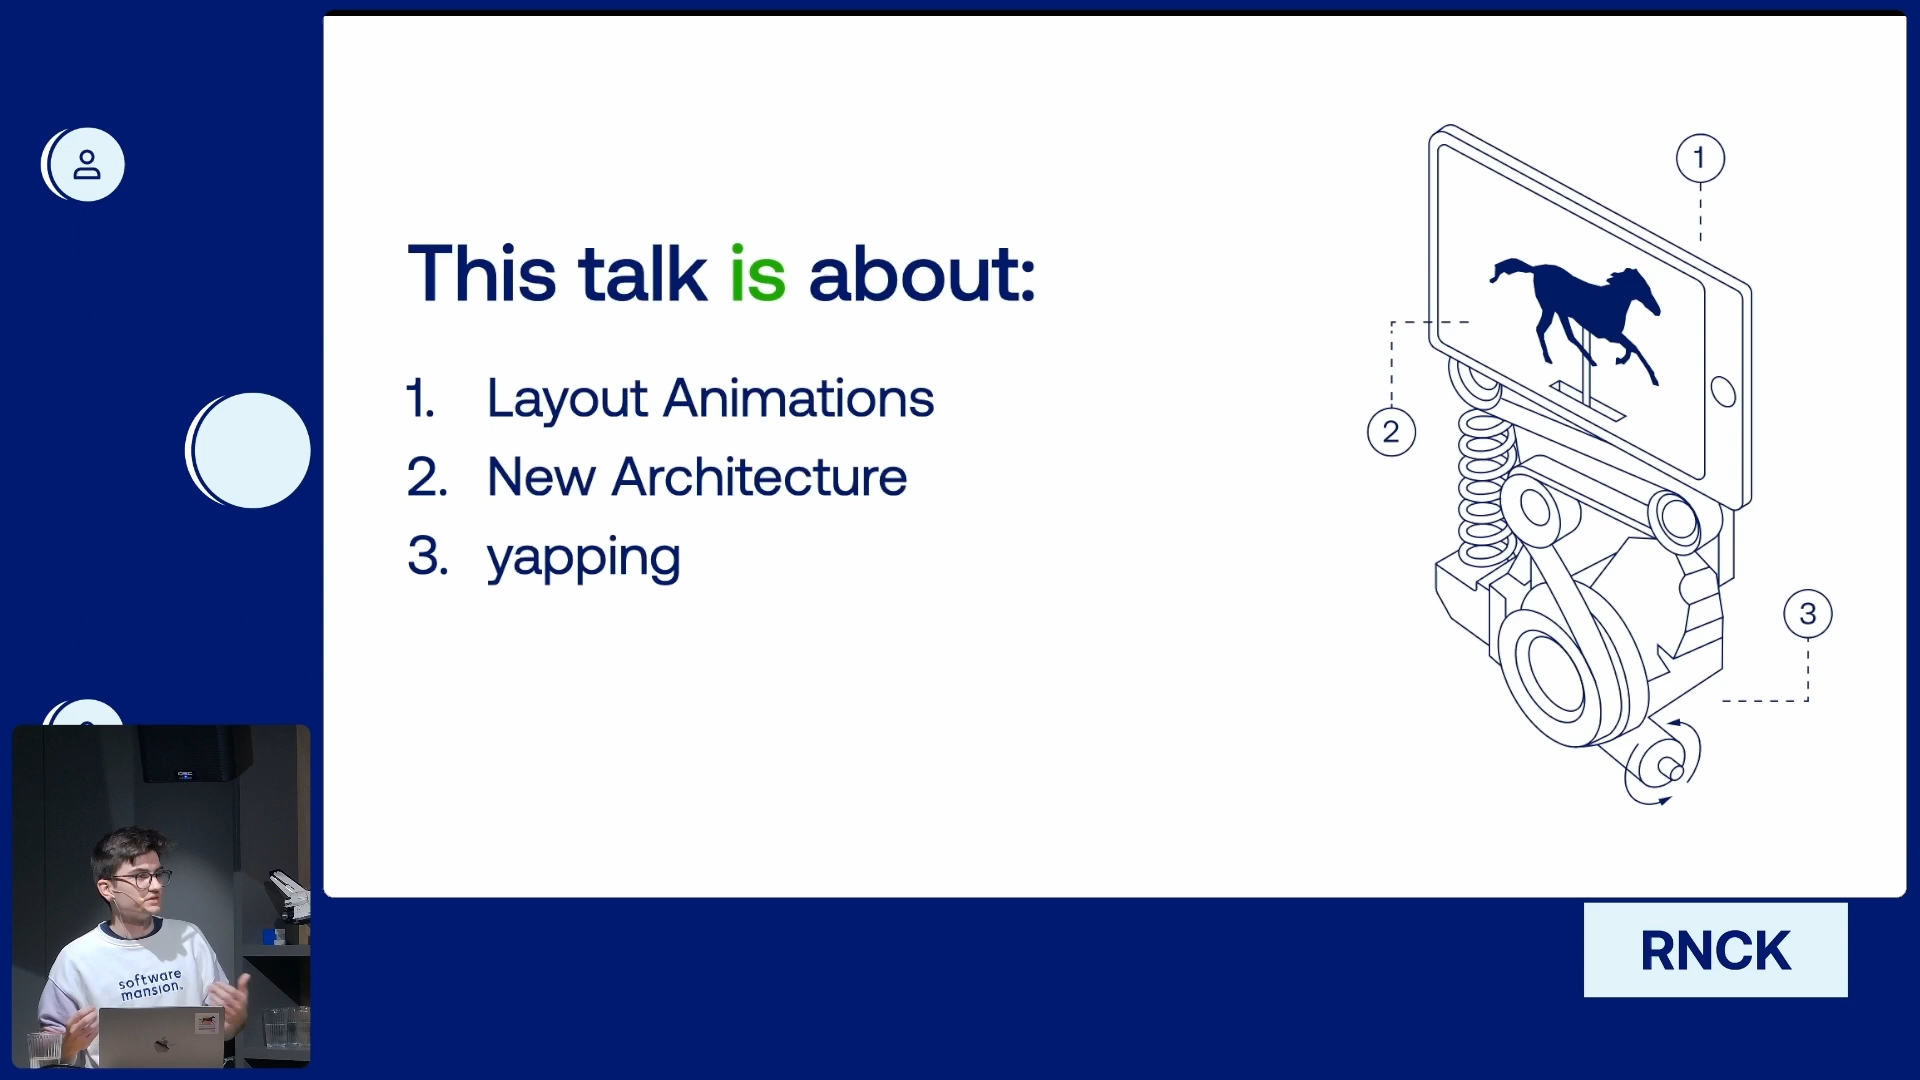 This talk is about:
1. Layout Animations
2. New Architecture
3. yapping
1
2
3
software
mansion
RNCK